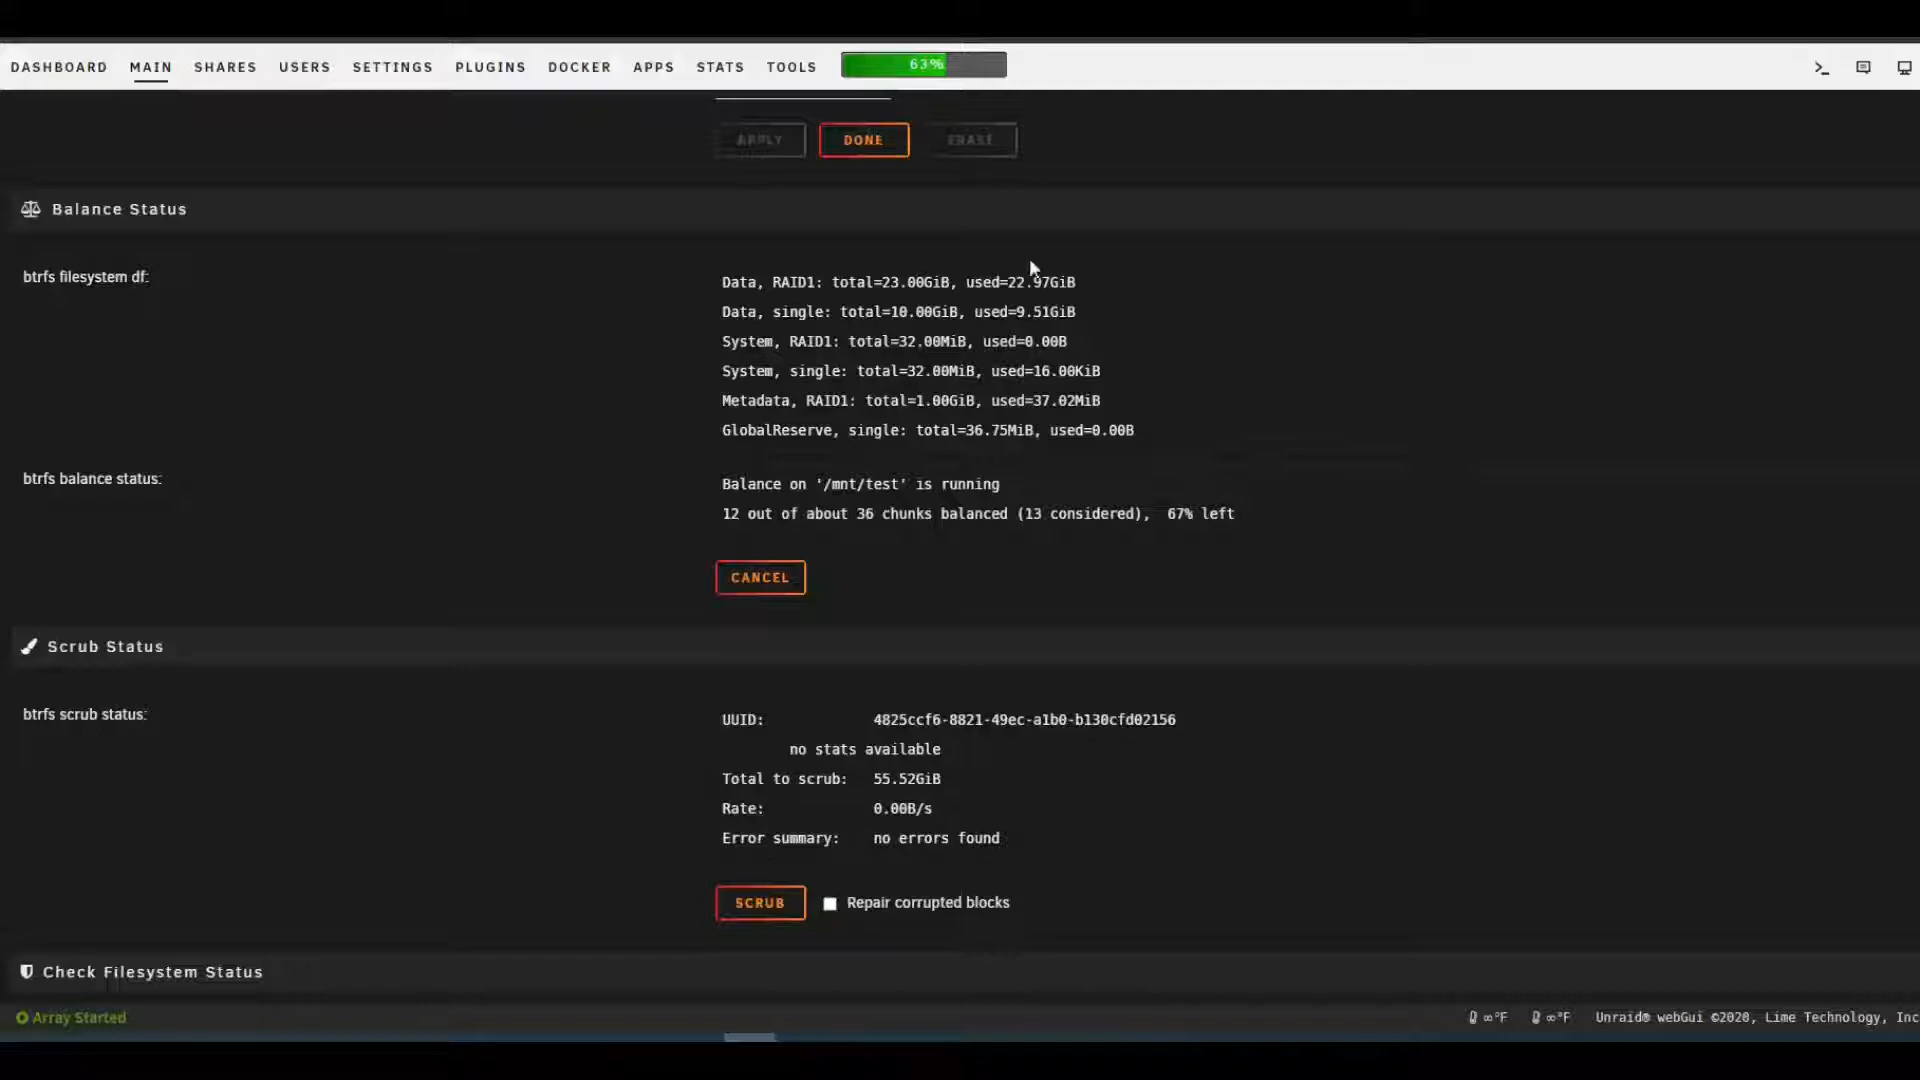 DASHBOARD MAIN SHARES USERS SETTINGS PLUGINS DOCKER APPS STATS TOOLS 63%
APPLY DONE ERASE
Balance Status
btrfs filesystem df:
Data, RAID1: total=23.00GiB, used=22.97GiB
Data, single: total=10.00GiB, used=9.51GiB
System, RAID1: total=32.00MiB, used=0.00B
System, single: total=32.00MiB, used=16.00KiB
Metadata, RAID1: total=1.00GiB, used=37.02MiB
GlobalReserve, single: total=36.75MiB, used=0.00B
btrfs balance status:
Balance on '/mnt/test' is running
12 out of about 36 chunks balanced (13 considered), 67% left
CANCEL
Scrub Status
btrfs scrub status:
UUID: 4825ccf6-8821-49ec-a1b0-b130cfd02156
no stats available
Total to scrub: 55.52GiB
Rate: 0.00B/s
Error summary: no errors found
SCRUB Repair corrupted blocks
Check Filesystem Status
Array Started ∞°F ∞°F Unraid® webGui ©2020, Lime Technology, Inc